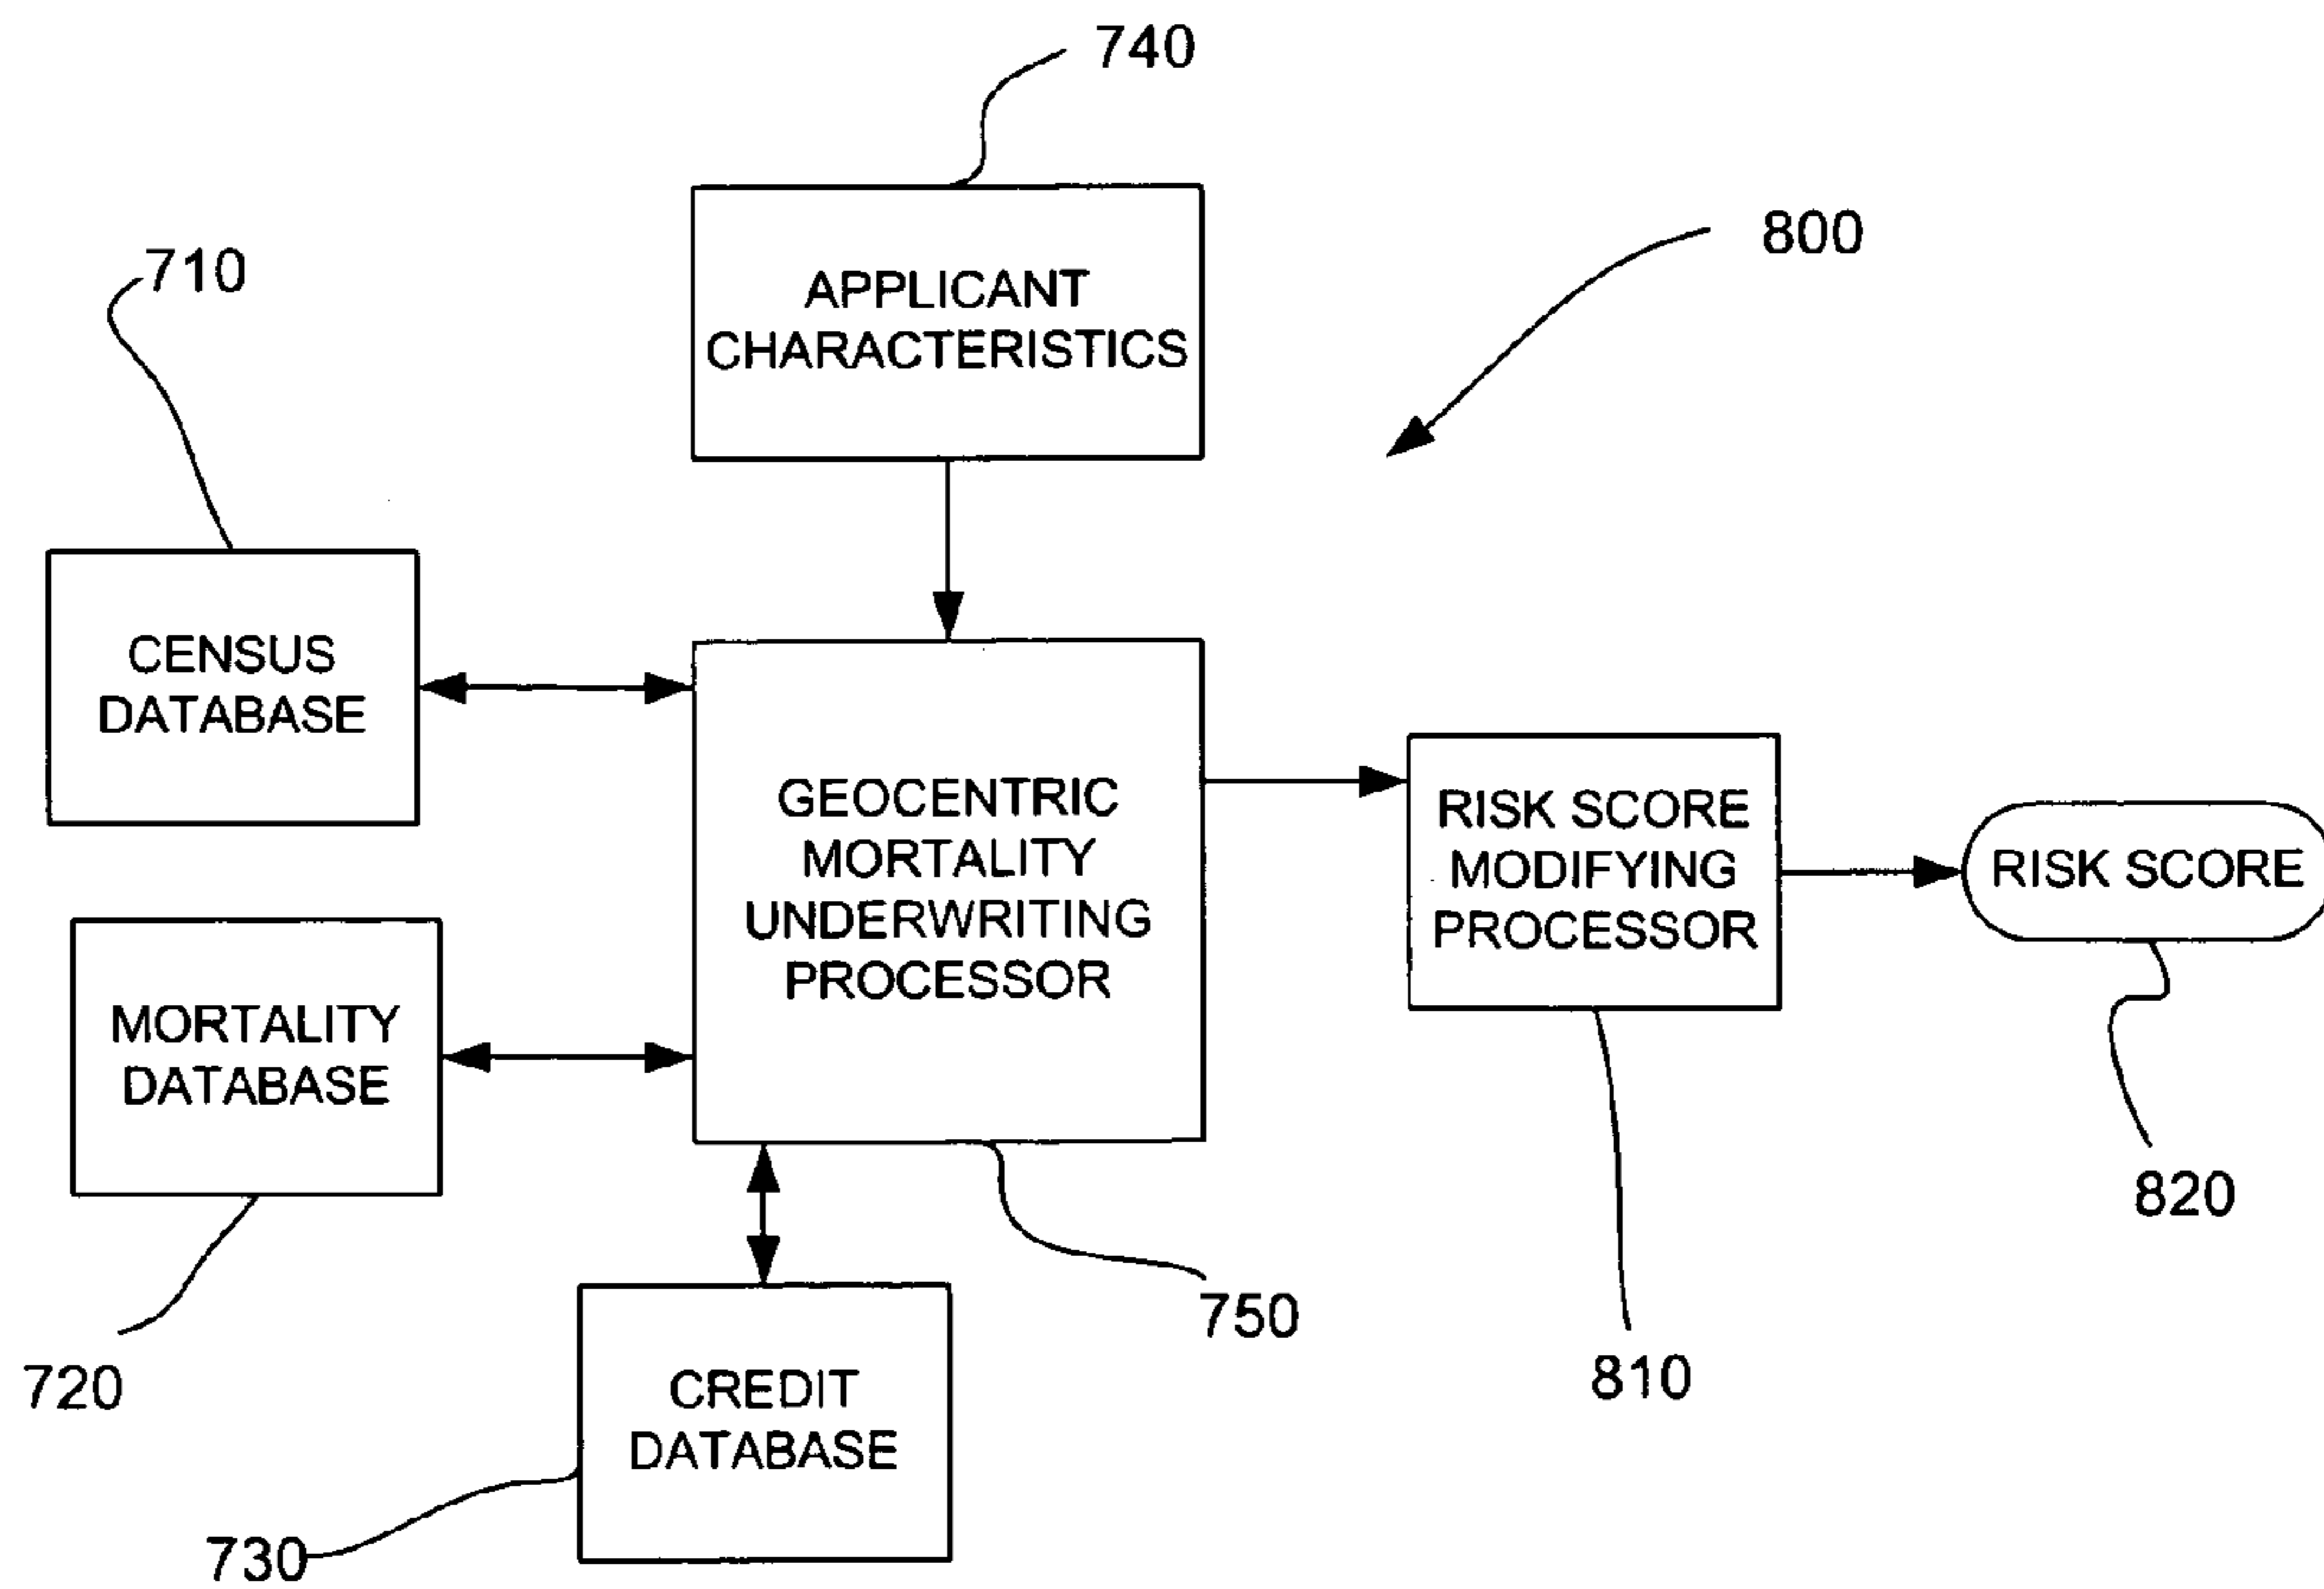 740
800
710
APPLICANT
CHARACTERISTICS
CENSUS
DATABASE
GEOCENTRIC
MORTALITY
UNDERWRITING
PROCESSOR
RISK SCORE
MODIFYING
PROCESSOR
RISK SCORE
MORTALITY
DATABASE
820
750
810
720
CREDIT
DATABASE
730